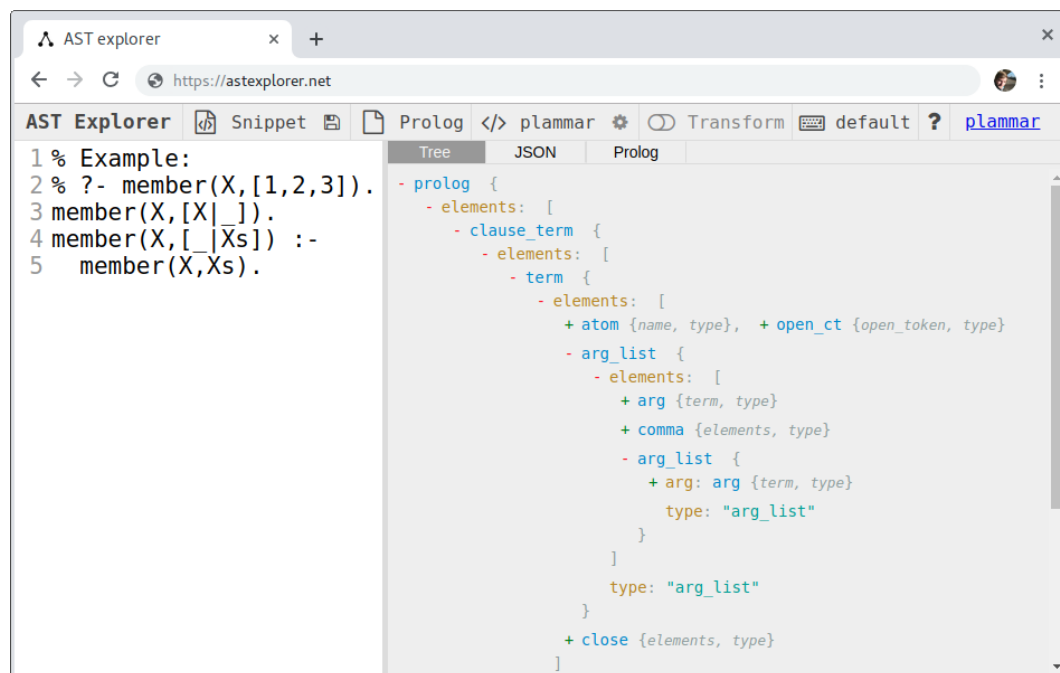 AST explorer
https://astexplorer.net
AST Explorer Snippet Prolog </> plammar Transform default ? plammar
1 % Example:
2 % ?- member(X,[1,2,3]).
3 member(X,[X|_]).
4 member(X,[_|Xs]) :-
5   member(X,Xs).
Tree JSON Prolog
- prolog {
- elements: [
- clause_term {
- elements: [
- term {
- elements: [
+ atom {name, type}, + open_ct {open_token, type}
- arg_list {
- elements: [
+ arg {term, type}
+ comma {elements, type}
- arg_list {
+ arg: arg {term, type}
type: "arg_list"
}
]
type: "arg_list"
}
+ close {elements, type}
]